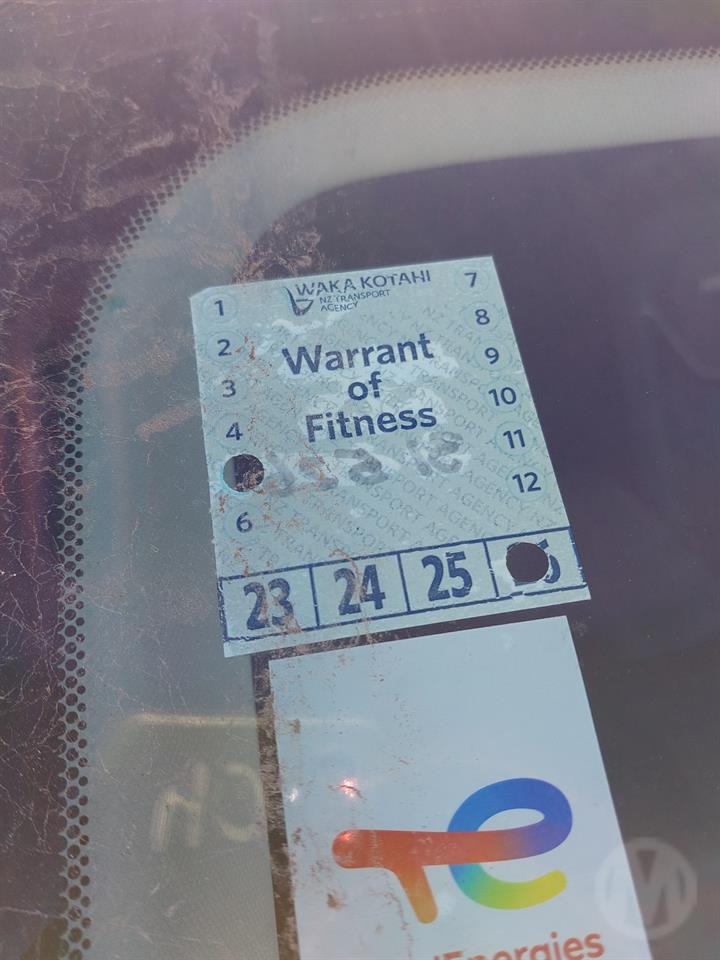 WAKA KOTAHI
NZ TRANSPORT
AGENCY
Warrant
of
Fitness
1
2
3
4
6
7
8
9
10
11
12
23
24
25
Energies
M